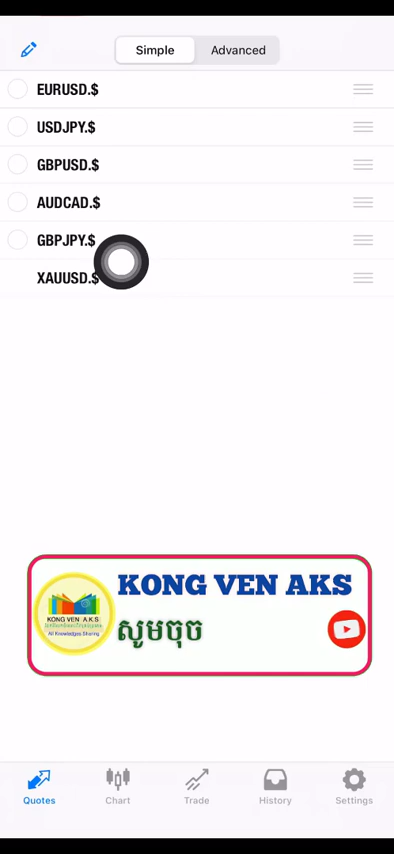 Simple
Advanced
EURUSD.$
USDJPY.$
GBPUSD.$
AUDCAD.$
GBPJPY.$
XAUUSD.$
KONG VEN AKS
សូមចុច
KONG VEN A.K.S
All Knowledges Sharing
Quotes
Chart
Trade
History
Settings